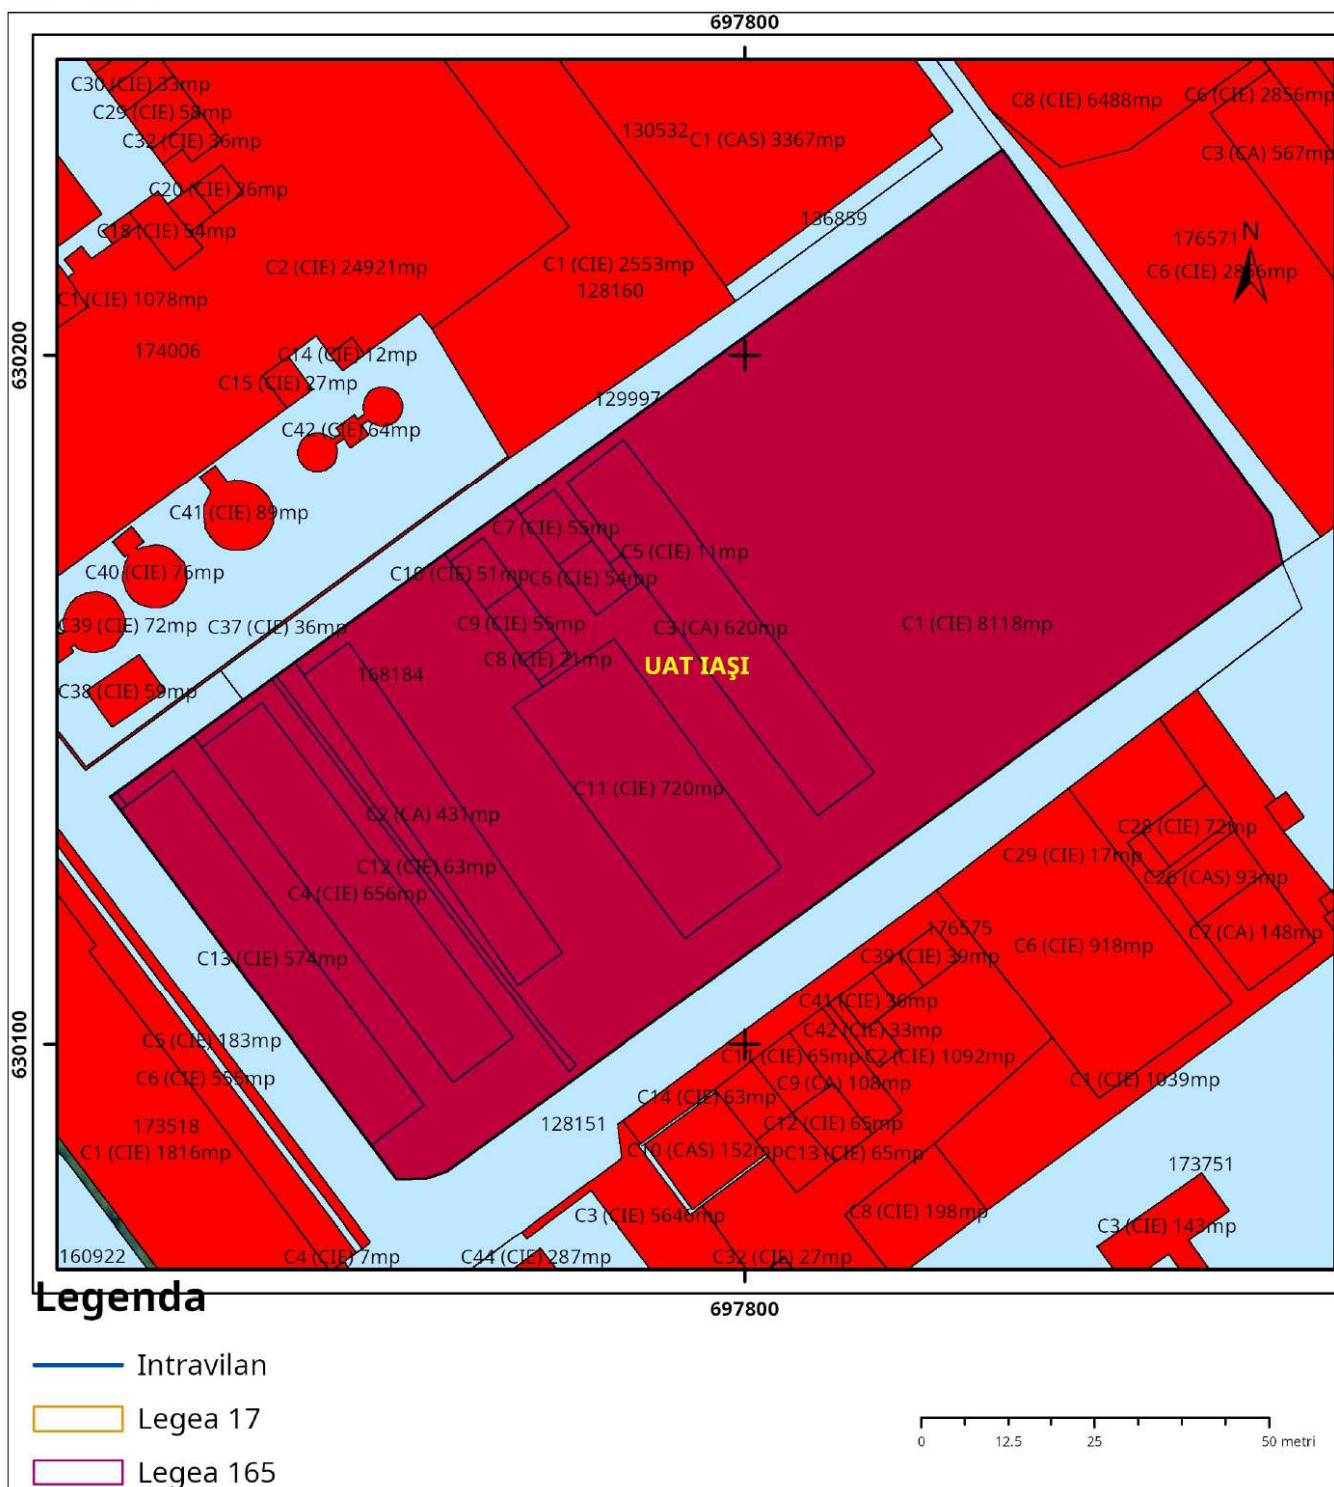 697800
C30 (CIE) 33mp
C29 (CIE) 58mp
C32 (CIE) 36mp
C20 (CIE) 26mp
C18 (CIE) 54mp
C2 (CIE) 24921mp
C1 (CIE) 1078mp
174006
130532
C1 (CAS) 3367mp
C8 (CIE) 6488mp
C6 (CIE) 2856mp
C3 (CA) 567mp
136859
176571
N
C6 (CIE) 2856mp
C1 (CIE) 2553mp
128160
630200
C14 (CIE) 12mp
C15 (CIE) 27mp
C42 (CIE) 64mp
129997
C41 (CIE) 89mp
C40 (CIE) 76mp
C39 (CIE) 72mp
C37 (CIE) 36mp
C38 (CIE) 59mp
C7 (CIE) 55mp
C5 (CIE) 11mp
C10 (CIE) 51mp
C6 (CIE) 54mp
C9 (CIE) 55mp
C3 (CA) 620mp
C1 (CIE) 8118mp
C8 (CIE) 21mp
UAT IAŞI
168184
C11 (CIE) 720mp
C2 (CA) 431mp
C12 (CIE) 63mp
C4 (CIE) 656mp
C13 (CIE) 574mp
C28 (CIE) 72mp
C29 (CIE) 17mp
C26 (CAS) 93mp
C7 (CA) 148mp
176575
C6 (CIE) 918mp
C39 (CIE) 39mp
C41 (CIE) 36mp
C42 (CIE) 33mp
C11 (CIE) 65mp
C2 (CIE) 1092mp
C9 (CA) 108mp
C1 (CIE) 1039mp
C14 (CIE) 63mp
C12 (CIE) 65mp
C10 (CAS) 152mp
C13 (CIE) 65mp
630100
C5 (CIE) 183mp
C6 (CIE) 555mp
173518
C1 (CIE) 1816mp
128151
173751
C3 (CIE) 5646mp
C8 (CIE) 198mp
C3 (CIE) 143mp
160922
C4 (CIE) 7mp
C44 (CIE) 287mp
C32 (CIE) 27mp
697800
Legenda
Intravilan
Legea 17
Legea 165
0 12.5 25 50 metri